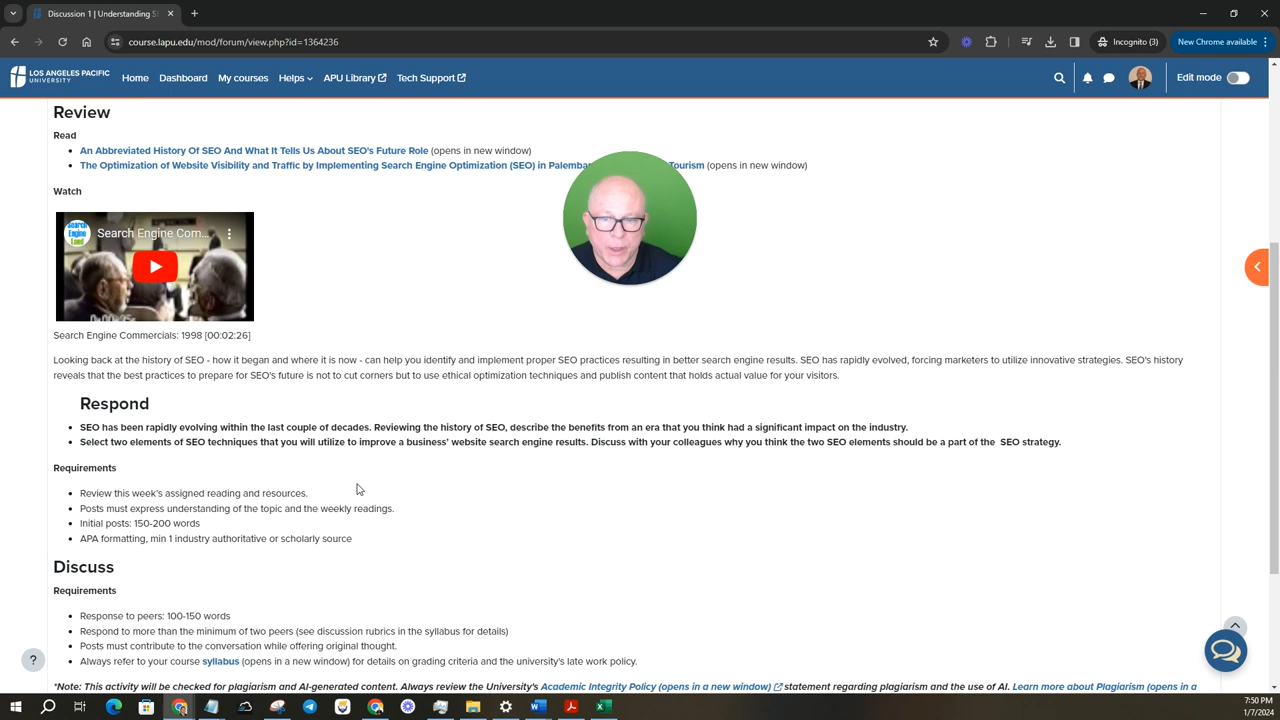 Discussion 1 | Understanding S
course.lapu.edu/mod/forum/view.php?id=1364236
Incognito (3)
New Chrome available
LOS ANGELES PACIFIC
UNIVERSITY
Home
Dashboard
My courses
Helps
APU Library
Tech Support
Edit mode
Review
Read
An Abbreviated History Of SEO And What It Tells Us About SEO's Future Role (opens in new window)
The Optimization of Website Visibility and Traffic by Implementing Search Engine Optimization (SEO) in Palemba Tourism (opens in new window)
Watch
Search Engine Land
Search Engine Com...
Search Engine Commercials: 1998 [00:02:26]
Looking back at the history of SEO - how it began and where it is now - can help you identify and implement proper SEO practices resulting in better search engine results. SEO has rapidly evolved, forcing marketers to utilize innovative strategies. SEO's history
reveals that the best practices to prepare for SEO's future is not to cut corners but to use ethical optimization techniques and publish content that holds actual value for your visitors.
Respond
SEO has been rapidly evolving within the last couple of decades. Reviewing the history of SEO, describe the benefits from an era that you think had a significant impact on the industry.
Select two elements of SEO techniques that you will utilize to improve a business' website search engine results. Discuss with your colleagues why you think the two SEO elements should be a part of the SEO strategy.
Requirements
Review this week's assigned reading and resources.
Posts must express understanding of the topic and the weekly readings.
Initial posts: 150-200 words
APA formatting, min 1 industry authoritative or scholarly source
Discuss
Requirements
Response to peers: 100-150 words
Respond to more than the minimum of two peers (see discussion rubrics in the syllabus for details)
Posts must contribute to the conversation while offering original thought.
Always refer to your course syllabus (opens in a new window) for details on grading criteria and the university's late work policy.
*Note: This activity will be checked for plagiarism and AI-generated content. Always review the University's Academic Integrity Policy (opens in a new window) statement regarding plagiarism and the use of AI. Learn more about Plagiarism (opens in a
7:50 PM
1/7/2024